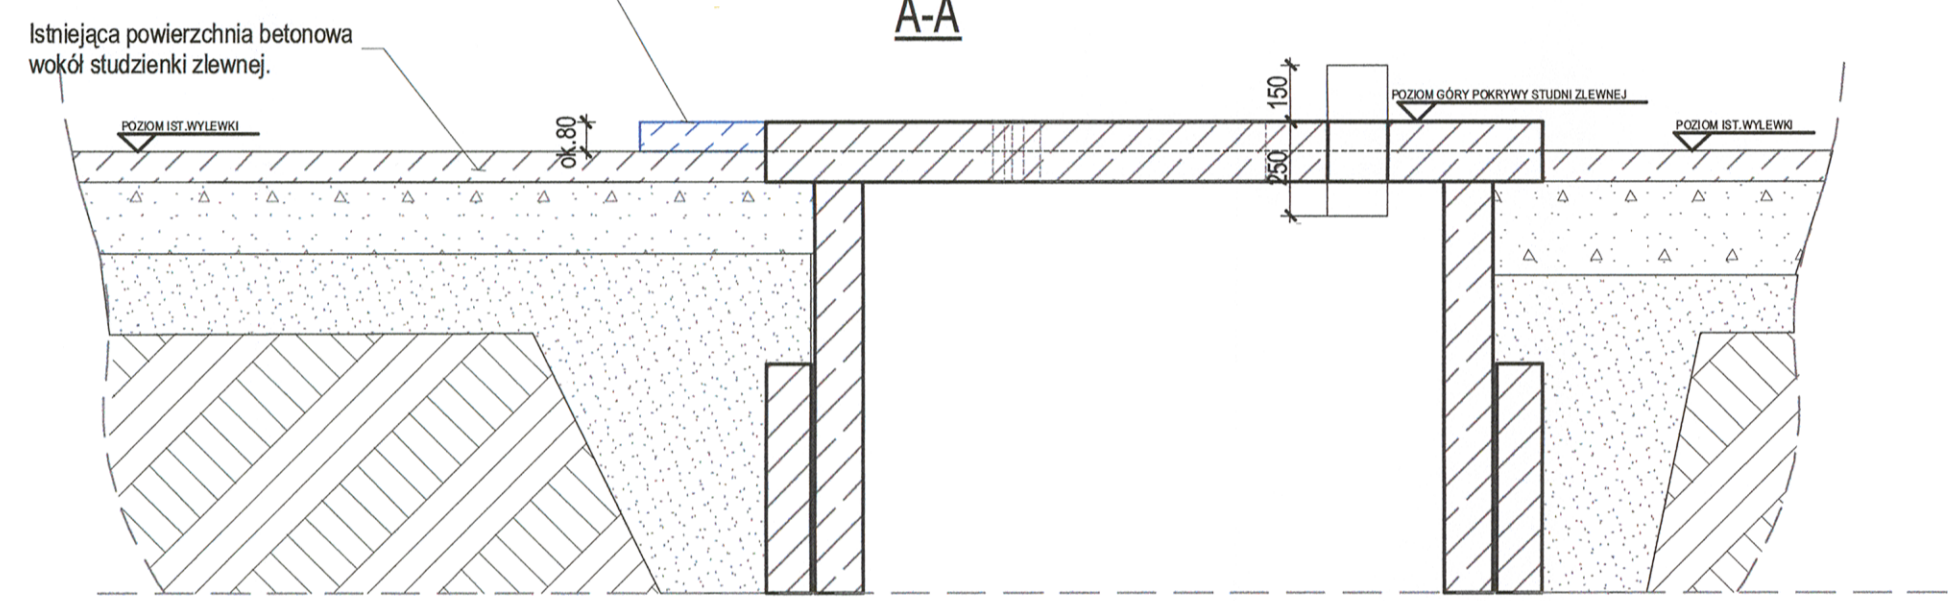 A-A
Istniejąca powierzchnia betonowa
wokół studzienki zlewnej.
POZIOM IST.WYLEWKI
ok.80
150
250
POZIOM GÓRY POKRYWY STUDNI ZLEWNEJ
POZIOM IST.WYLEWKI